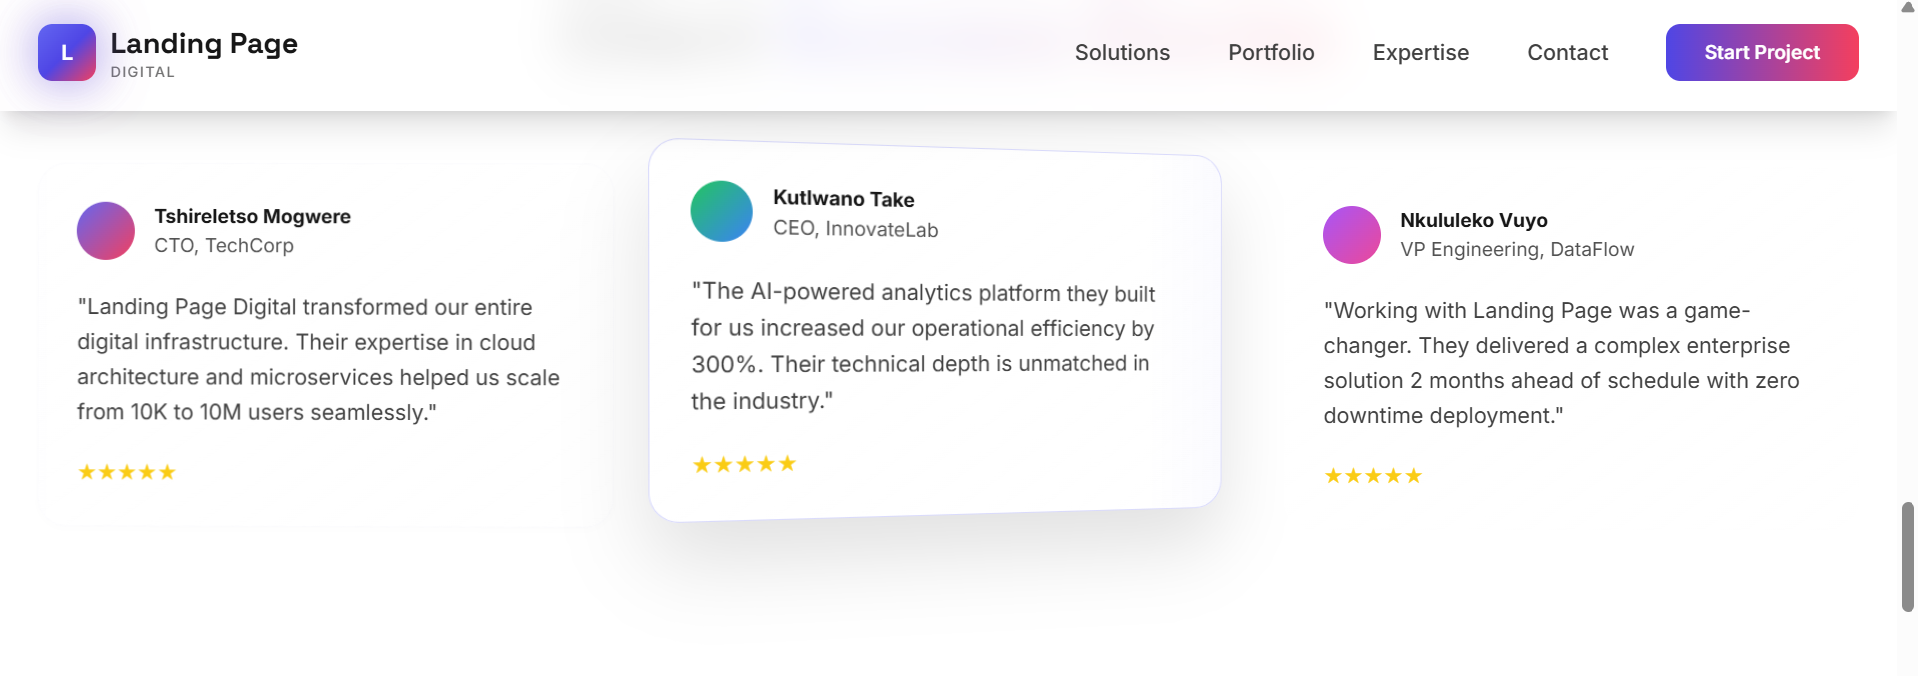 L
Landing Page
DIGITAL
Solutions
Portfolio
Expertise
Contact
Start Project
Tshireletso Mogwere
CTO, TechCorp
"Landing Page Digital transformed our entire
digital infrastructure. Their expertise in cloud
architecture and microservices helped us scale
from 10K to 10M users seamlessly."
★★★★★
Kutlwano Take
CEO, InnovateLab
"The AI-powered analytics platform they built
for us increased our operational efficiency by
300%. Their technical depth is unmatched in
the industry."
★★★★★
Nkululeko Vuyo
VP Engineering, DataFlow
"Working with Landing Page was a game-
changer. They delivered a complex enterprise
solution 2 months ahead of schedule with zero
downtime deployment."
★★★★★